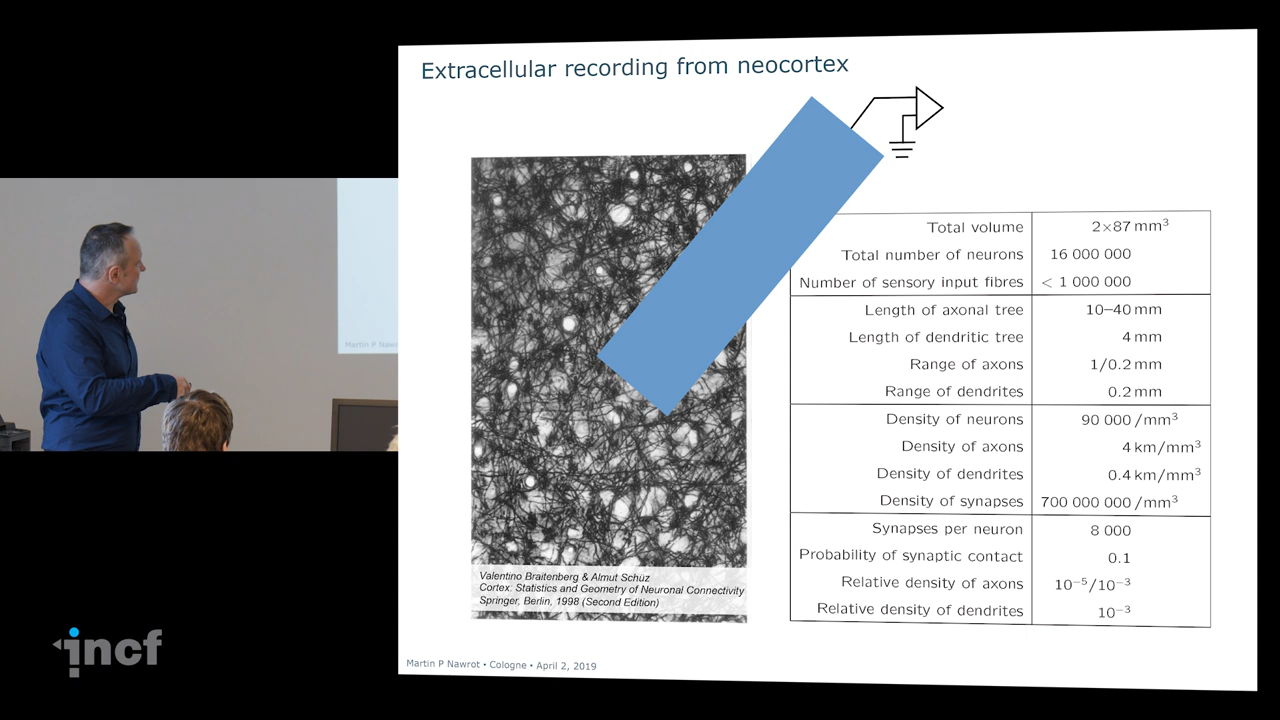 Extracellular recording from neocortex
Total volume 2×87 mm³
Total number of neurons 16 000 000
Number of sensory input fibres < 1 000 000
Length of axonal tree 10–40 mm
Length of dendritic tree 4 mm
Range of axons 1/0.2 mm
Range of dendrites 0.2 mm
Density of neurons 90 000 /mm³
Density of axons 4 km/mm³
Density of dendrites 0.4 km/mm³
Density of synapses 700 000 000 /mm³
Synapses per neuron 8 000
Probability of synaptic contact 0.1
Relative density of axons 10⁻⁵/10⁻³
Relative density of dendrites 10⁻³
Valentino Braitenberg & Almut Schüz
Cortex: Statistics and Geometry of Neuronal Connectivity
Springer, Berlin, 1998 (Second Edition)
Martin P Nawrot • Cologne • April 2, 2019
Martin P Nawr
incf